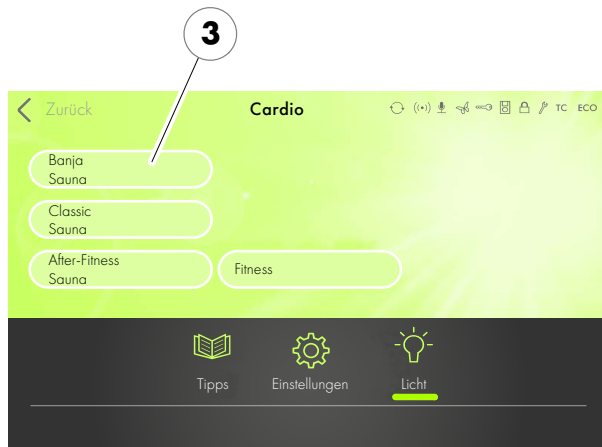 3
Zurück
Cardio
TC ECO
Banja
Sauna
Classic
Sauna
After-Fitness
Sauna
Fitness
Tipps
Einstellungen
Licht